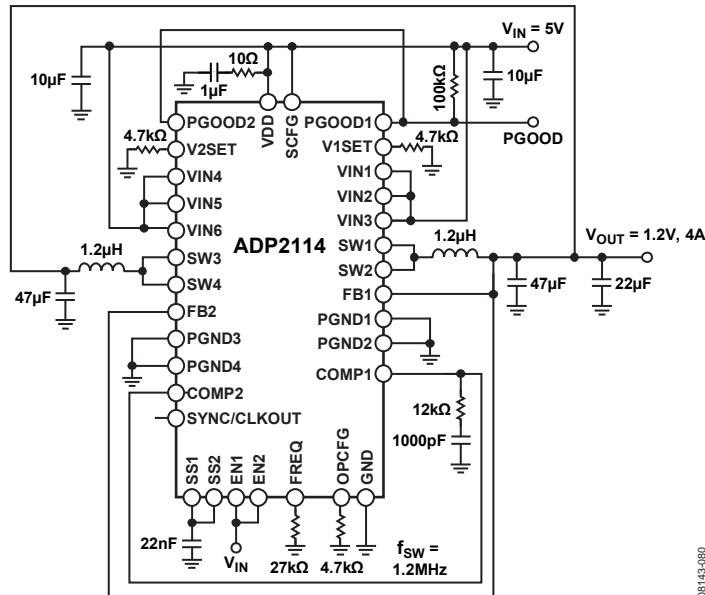 VIN = 5V
10Ω
10µF
1µF
100kΩ
10µF
PGOOD2
VDD
SCFG
PGOOD1
PGOOD
4.7kΩ
V2SET
V1SET
4.7kΩ
VIN4
VIN1
VIN5
VIN2
VIN6
VIN3
ADP2114
VOUT = 1.2V, 4A
1.2µH
SW3
SW1
1.2µH
SW4
SW2
47µF
FB2
FB1
47µF
22µF
PGND3
PGND1
PGND4
PGND2
COMP2
COMP1
SYNC/CLKOUT
12kΩ
1000pF
SS1
SS2
EN1
EN2
FREQ
OPCFG
GND
22nF
VIN
27kΩ
4.7kΩ
fSW =
1.2MHz
08143-080